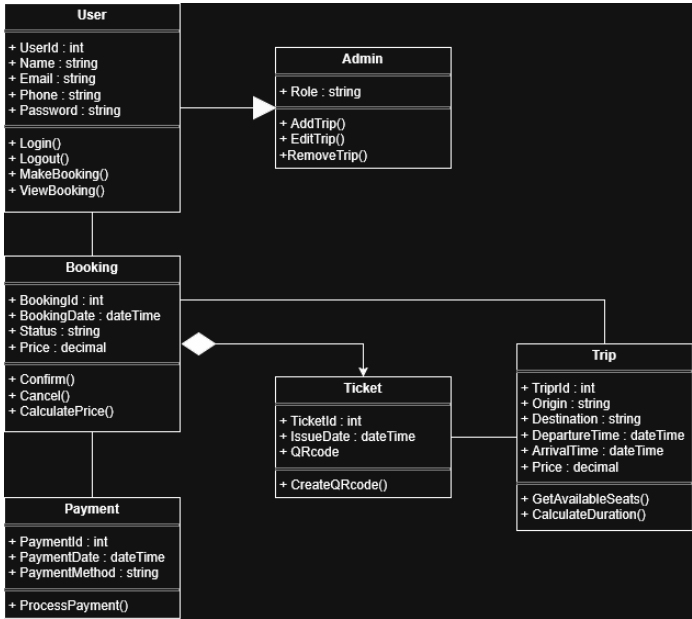 User
+ UserId : int
+ Name : string
+ Email : string
+ Phone : string
+ Password : string
+ Login()
+ Logout()
+ MakeBooking()
+ ViewBooking()
Admin
+ Role : string
+ AddTrip()
+ EditTrip()
+RemoveTrip()
Booking
+ BookingId : int
+ BookingDate : dateTime
+ Status : string
+ Price : decimal
+ Confirm()
+ Cancel()
+ CalculatePrice()
Ticket
+ TicketId : int
+ IssueDate : dateTime
+ QRcode
+ CreateQRcode()
Trip
+ TriprId : int
+ Origin : string
+ Destination : string
+ DepartureTime : dateTime
+ ArrivalTime : dateTime
+ Price : decimal
+ GetAvailableSeats()
+ CalculateDuration()
Payment
+ PaymentId : int
+ PaymentDate : dateTime
+ PaymentMethod : string
+ ProcessPayment()